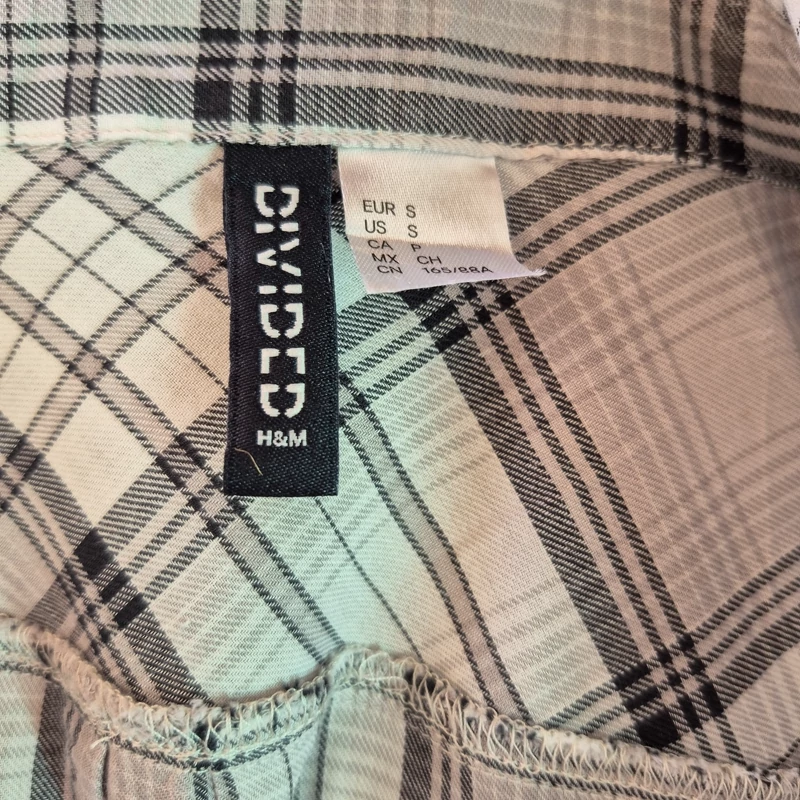 DIVIDED
H&M
EUR S
US S
CA P
MX CH
CN 165/88A